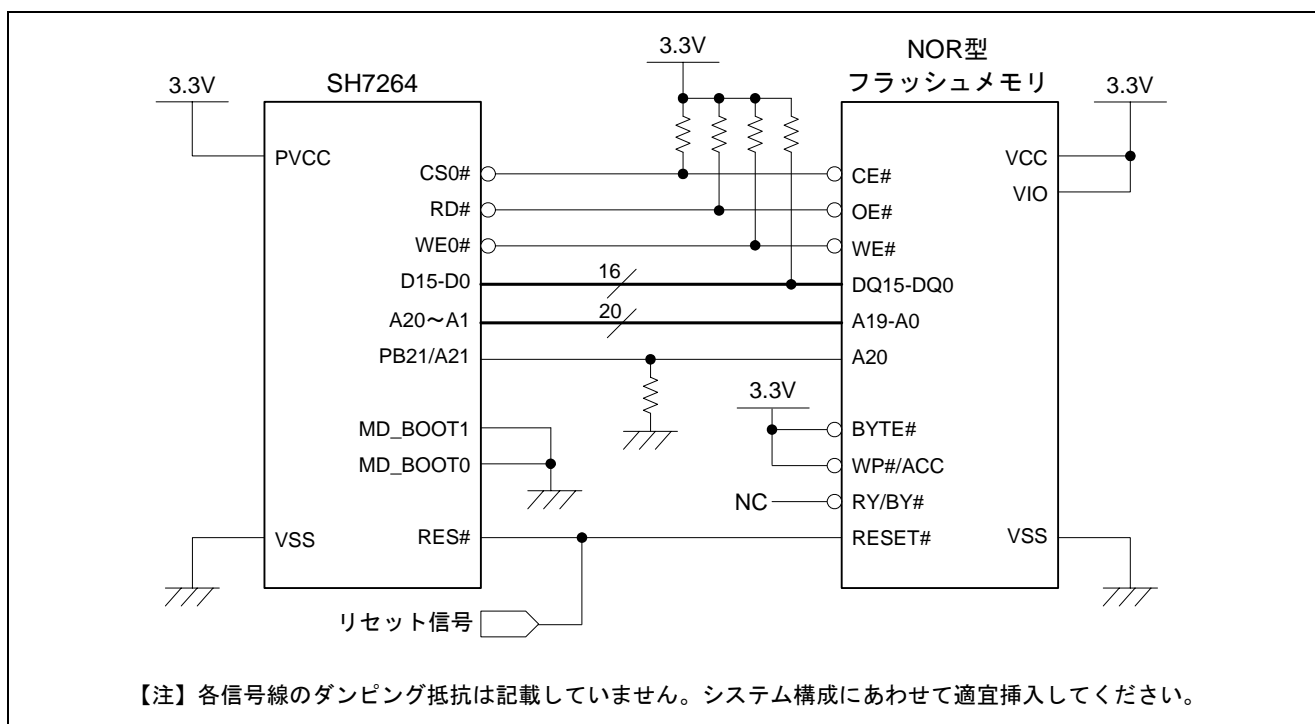 3.3V
SH7264
3.3V
NOR型
フラッシュメモリ
3.3V
PVCC
VCC
VIO
CS0#
CE#
RD#
OE#
WE0#
WE#
D15-D0
16
DQ15-DQ0
A20～A1
20
A19-A0
PB21/A21
A20
3.3V
MD_BOOT1
BYTE#
MD_BOOT0
WP#/ACC
NC
RY/BY#
VSS
RES#
RESET#
VSS
リセット信号
【注】各信号線のダンピング抵抗は記載していません。システム構成にあわせて適宜挿入してください。